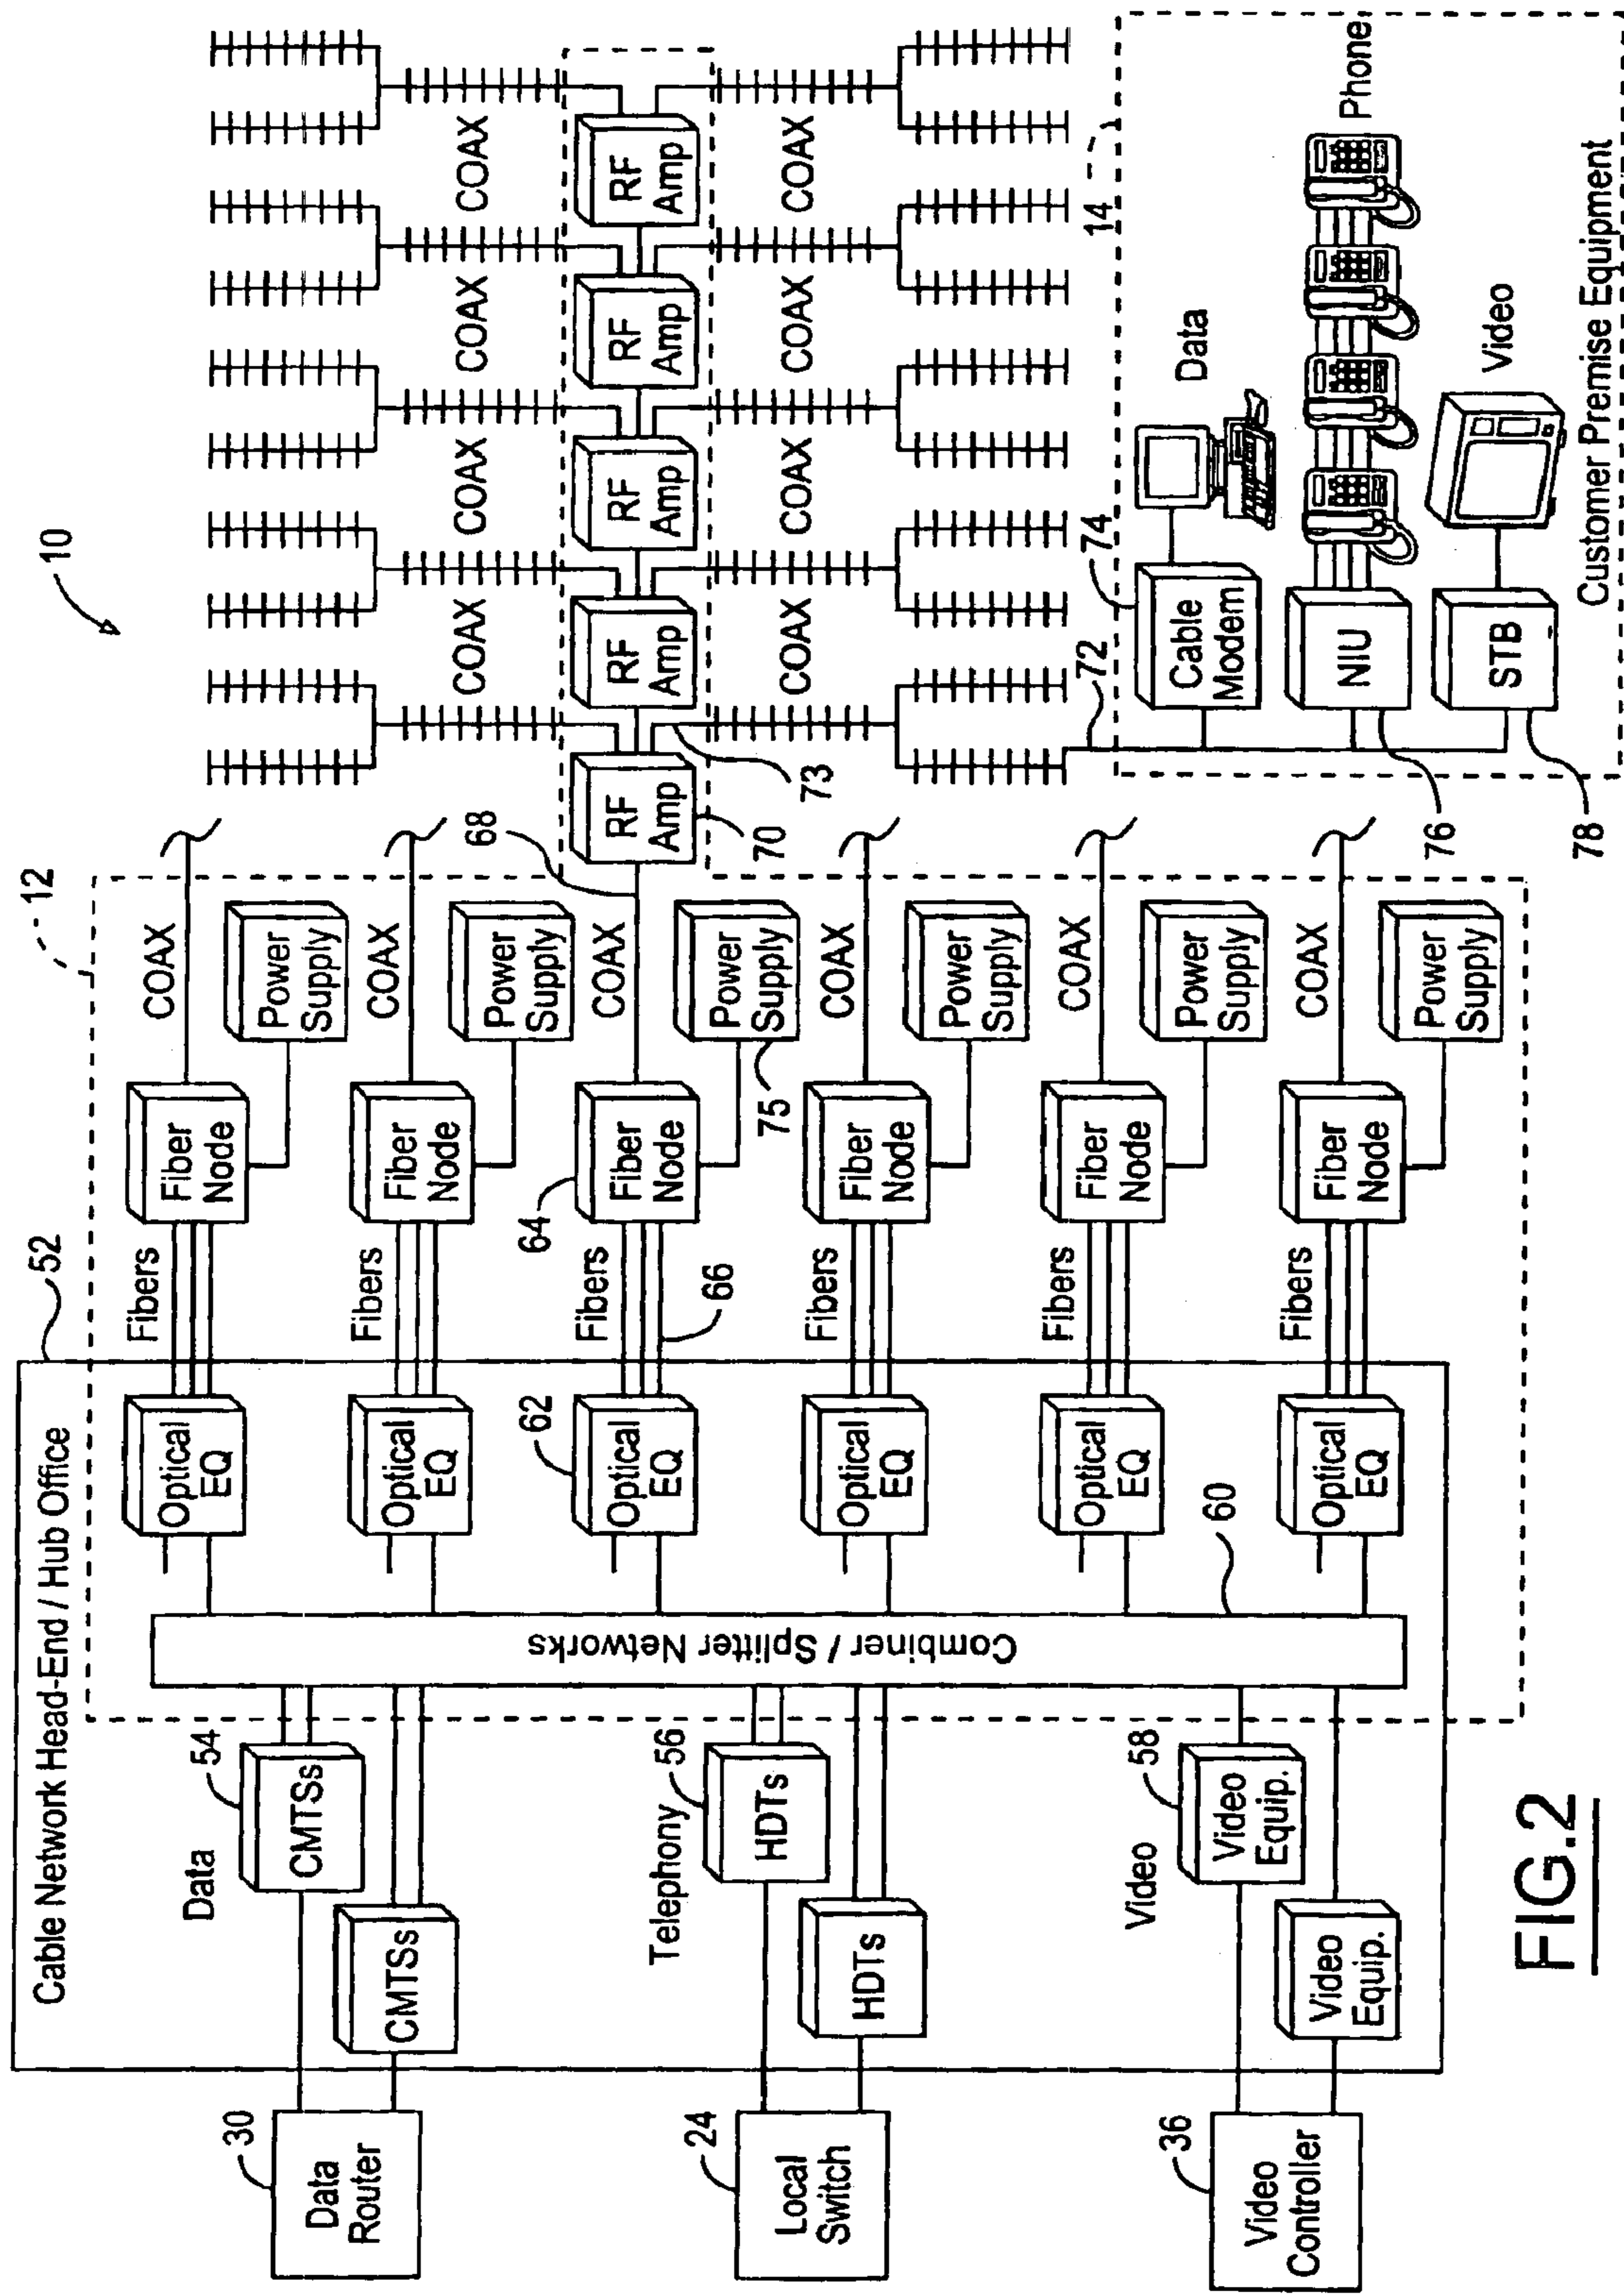 Cable Network Head-End / Hub Office
52
12
10
30
Data
Router
24
Local
Switch
36
Video
Controller
Data
54
CMTSs
CMTSs
Telephony
56
HDTs
HDTs
Video
58
Video
Equip.
Video
Equip.
Combiner / Splitter Networks
60
Optical
EQ
Fibers
Fiber
Node
COAX
Power
Supply
Optical
EQ
Fibers
Fiber
Node
COAX
Power
Supply
62
Optical
EQ
Fibers
66
64
Fiber
Node
COAX
68
Power
Supply
75
Optical
EQ
Fibers
Fiber
Node
COAX
Power
Supply
Optical
EQ
Fibers
Fiber
Node
COAX
Power
Supply
Optical
EQ
Fibers
Fiber
Node
COAX
Power
Supply
COAX
COAX
COAX
COAX
RF
Amp
RF
Amp
RF
Amp
RF
Amp
RF
Amp
70
73
COAX
COAX
COAX
COAX
14
72
74
Cable
Modem
Data
NIU
76
Phone
STB
78
Video
Customer Premise Equipment
FIG.2